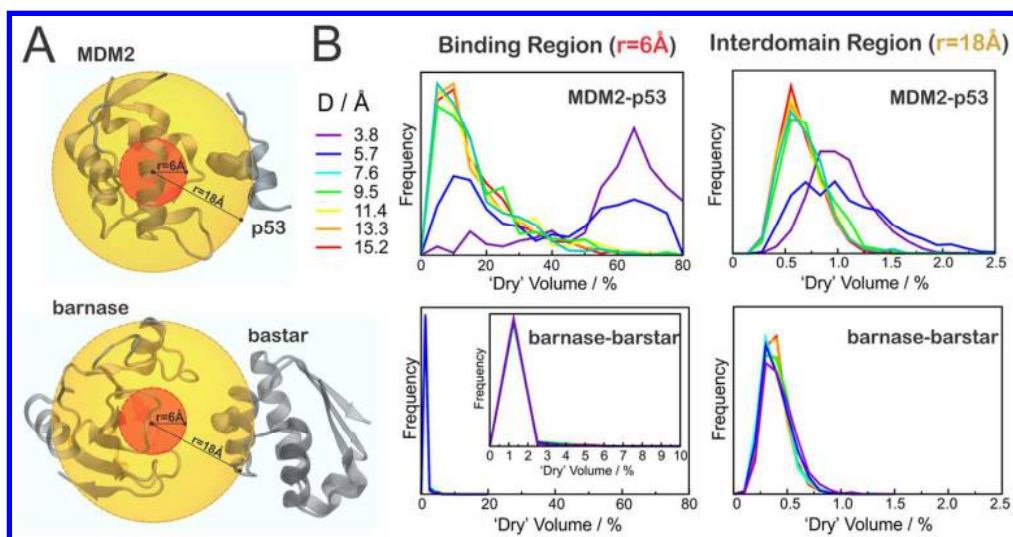 A
MDM2
r=6Å
r=18Å
p53
barnase
bastar
r=6Å
r=18Å
B
Binding Region (r=6Å)
Interdomain Region (r=18Å)
D / Å
3.8
5.7
7.6
9.5
11.4
13.3
15.2
MDM2-p53
Frequency
0 20 40 60 80
'Dry' Volume / %
MDM2-p53
Frequency
0 0.5 1.0 1.5 2.0 2.5
'Dry' Volume / %
barnase-barstar
Frequency
0 1 2 3 4 5 6 7 8 9 10
'Dry' Volume / %
Frequency
0 20 40 60 80
'Dry' Volume / %
barnase-barstar
Frequency
0 0.5 1.0 1.5 2.0 2.5
'Dry' Volume / %